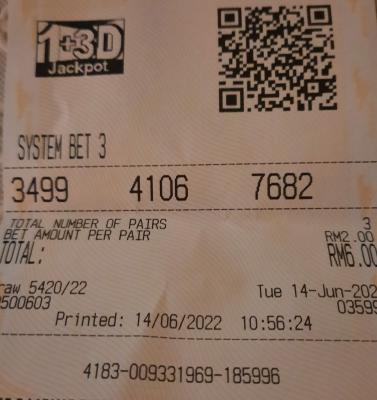 1+3D
Jackpot
SYSTEM BET 3
3499 4106 7682
TOTAL NUMBER OF PAIRS 3
BET AMOUNT PER PAIR RM2.00
TOTAL: RM6.00
raw 5420/22 Tue 14-Jun-202
500603 03599
Printed: 14/06/2022 10:56:24
4183-009331969-185996